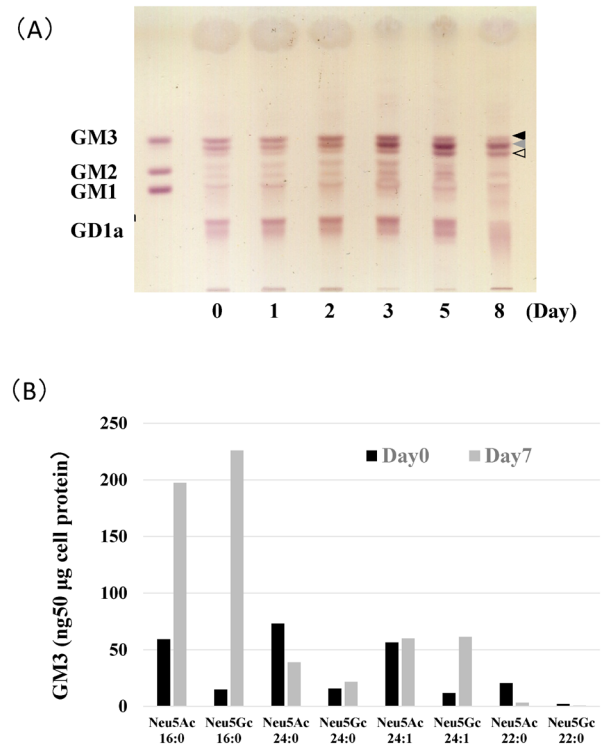 (A)
GM3
GM2
GM1
GD1a
0 1 2 3 5 8 (Day)
(B)
GM3 (ng50 μg cell protein)
250
200
150
100
50
0
Day0 Day7
Neu5Ac Neu5Gc Neu5Ac Neu5Gc Neu5Ac Neu5Gc Neu5Ac Neu5Gc
16:0 16:0 24:0 24:0 24:1 24:1 22:0 22:0